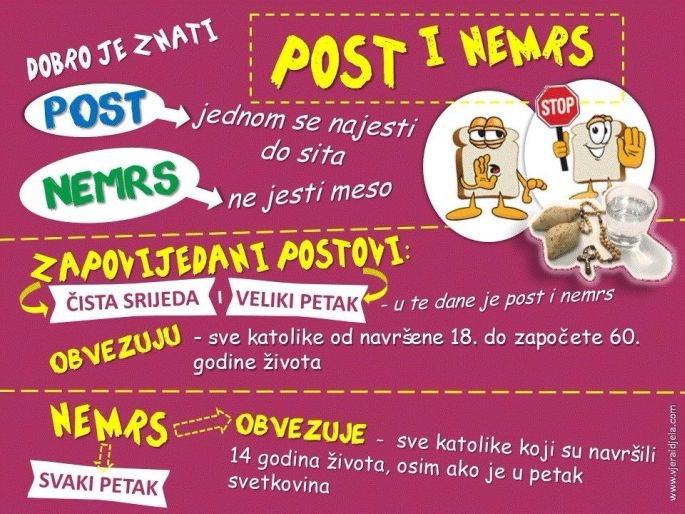 DOBRO JE ZNATI
POST I NEMRS
POST
jednom se najesti
do sita
NEMRS
ne jesti meso
STOP
ZAPOVIJEDANI POSTOVI:
ČISTA SRIJEDA I VELIKI PETAK - u te dane je post i nemrs
OBVEZUJU - sve katolike od navršene 18. do započete 60.
godine života
NEMRS OBVEZUJE - sve katolike koji su navršili
14 godina života, osim ako je u petak
svetkovina
SVAKI PETAK
www.vjeraidjela.com